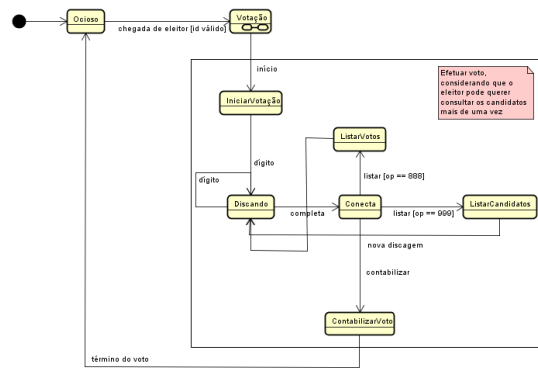 Ocioso
Votação
chegada de eleitor [id válido]
início
Efetuar voto,
considerando que o
eleitor pode querer
consultar os candidatos
mais de uma vez
IniciarVotação
ListarVotos
dígito
dígito
listar [op == 888]
Discando
completa
Conecta
listar [op == 999]
ListarCandidatos
nova discagem
contabilizar
ContabilizarVoto
término do voto